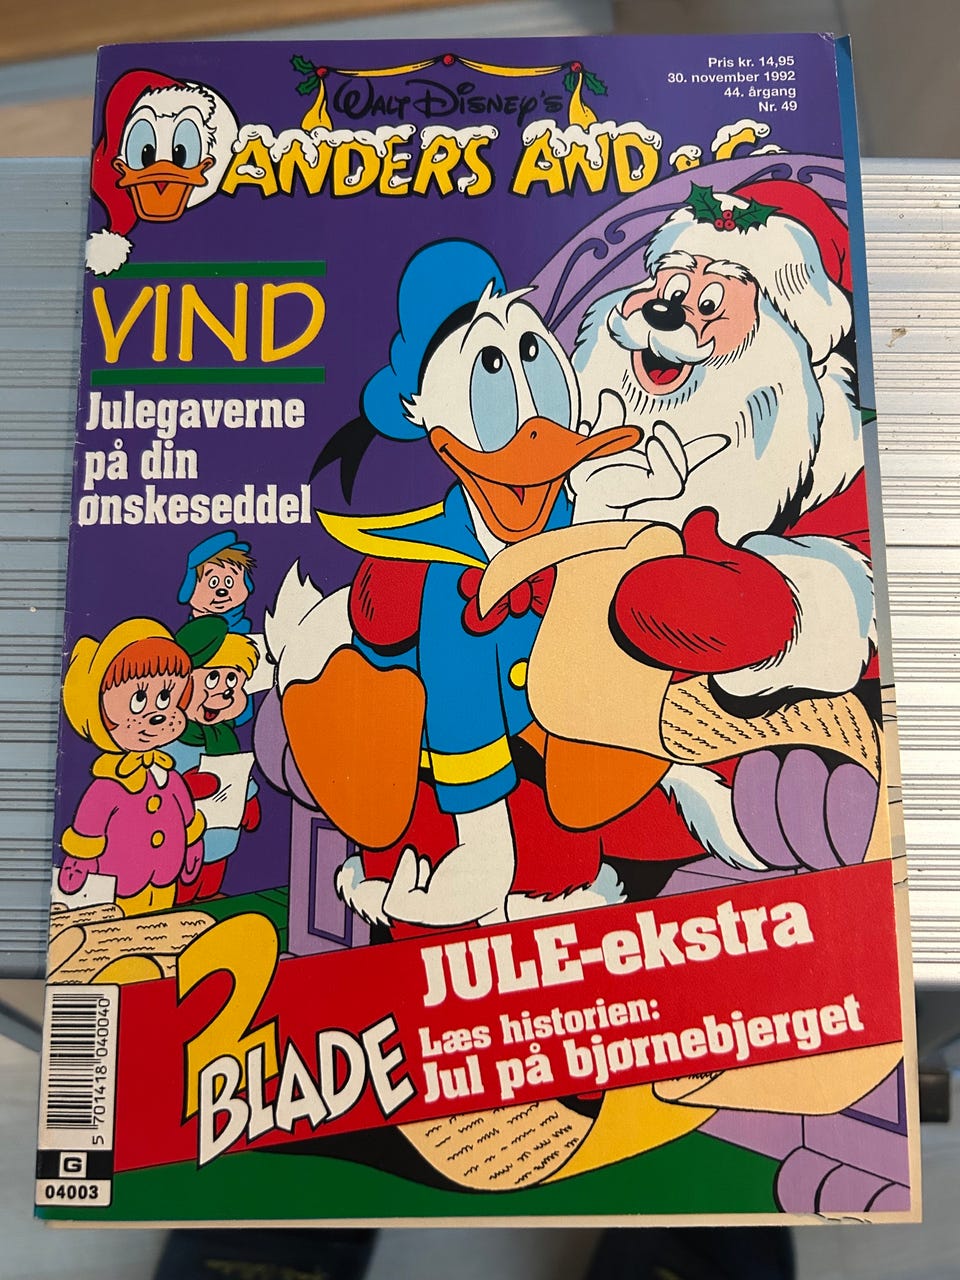 Pris kr. 14,95
30. november 1992
44. årgang
Nr. 49
WALT DISNEY'S
ANDERS AND & Co
VIND
Julegaverne
på din
ønskeseddel
2
BLADE
JULE-ekstra
Læs historien:
Jul på bjørnebjerget
5 701418 040040
G
04003